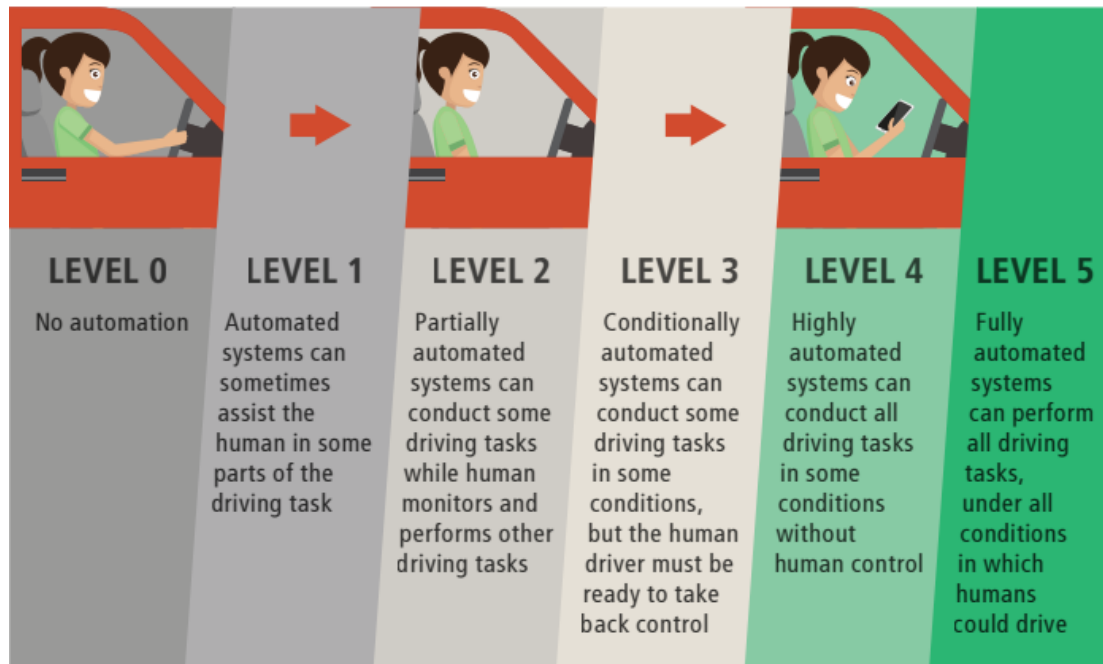 LEVEL 0
No automation
LEVEL 1
Automated
systems can
sometimes
assist the
human in some
parts of the
driving task
LEVEL 2
Partially
automated
systems can
conduct some
driving tasks
while human
monitors and
performs other
driving tasks
LEVEL 3
Conditionally
automated
systems can
conduct some
driving tasks
in some
conditions,
but the human
driver must be
ready to take
back control
LEVEL 4
Highly
automated
systems can
conduct all
driving tasks
in some
conditions
without
human control
LEVEL 5
Fully
automated
systems
can perform
all driving
tasks,
under all
conditions
in which
humans
could drive